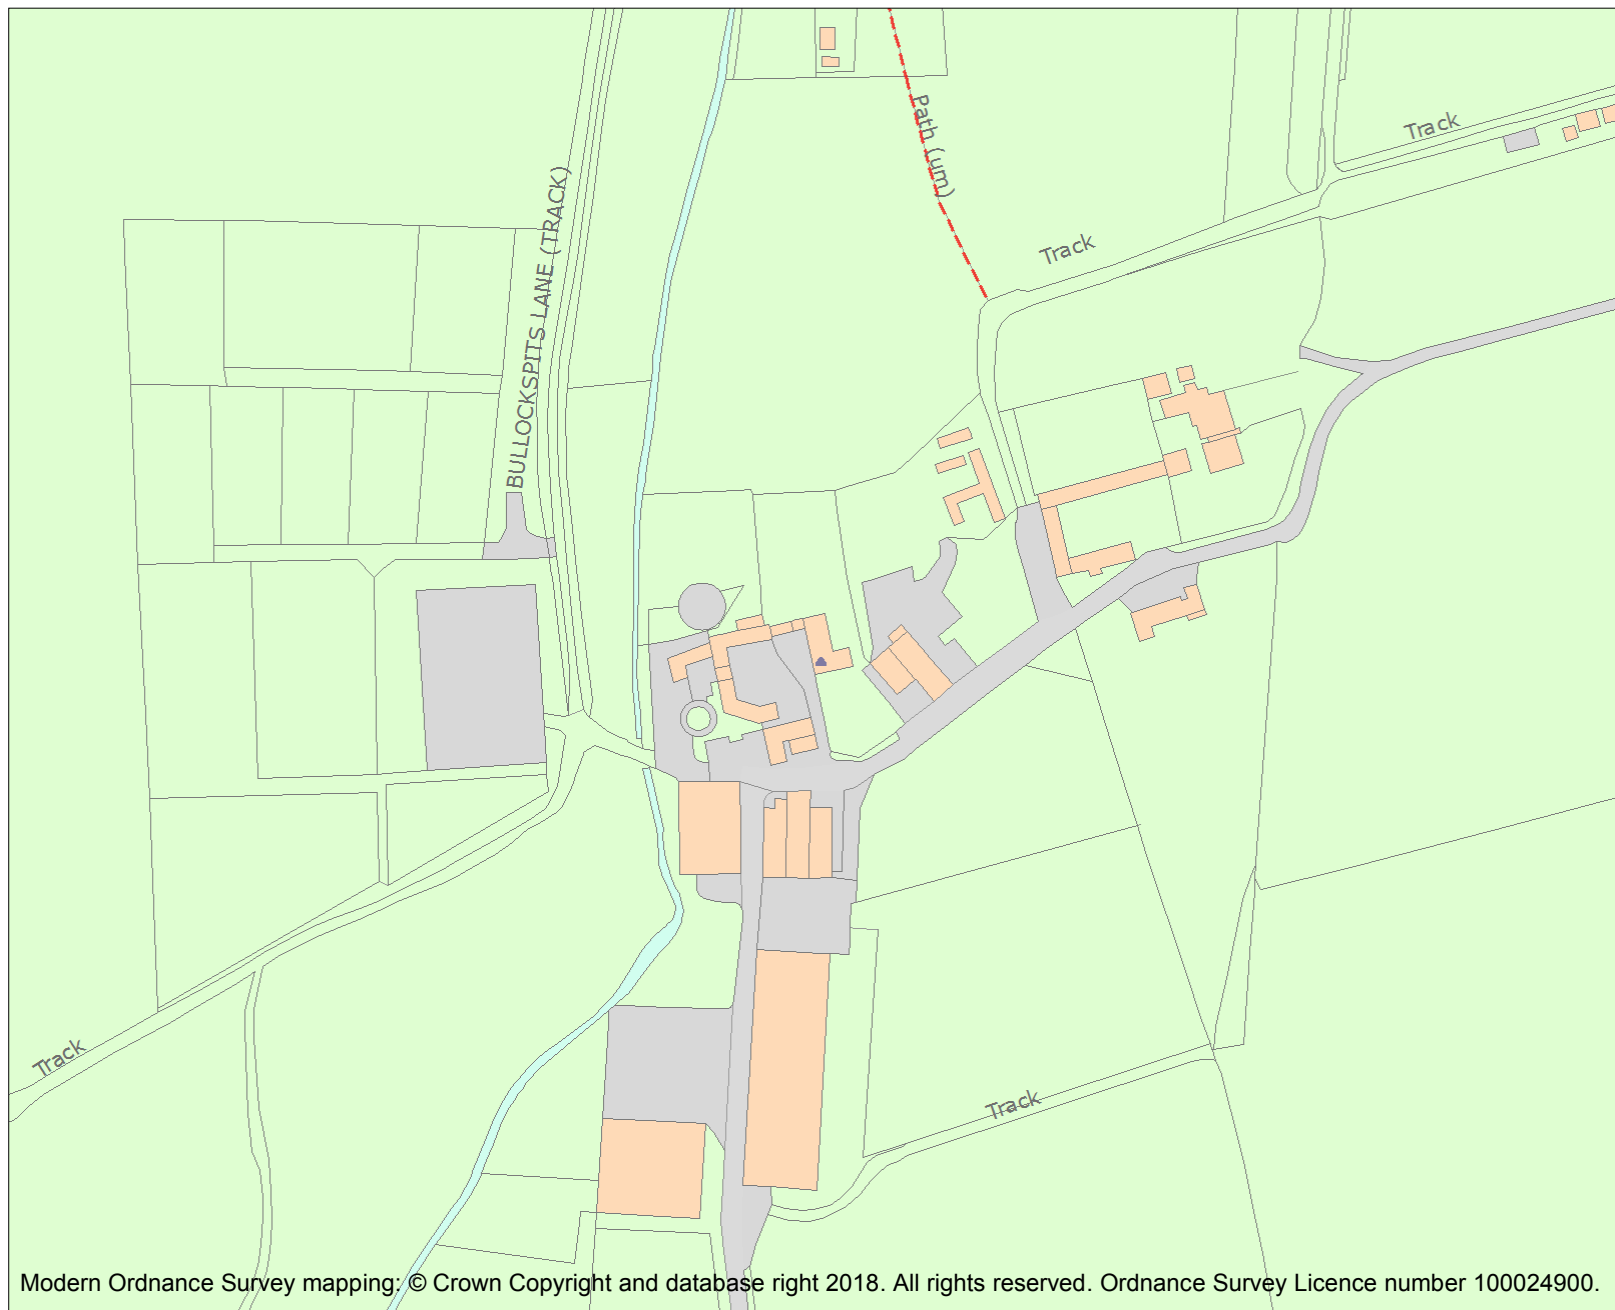 Path (um)
Track
BULLOCKSPITS LANE (TRACK)
Track
Track
Track
Modern Ordnance Survey mapping: © Crown Copyright and database right 2018. All rights reserved. Ordnance Survey Licence number 100024900.